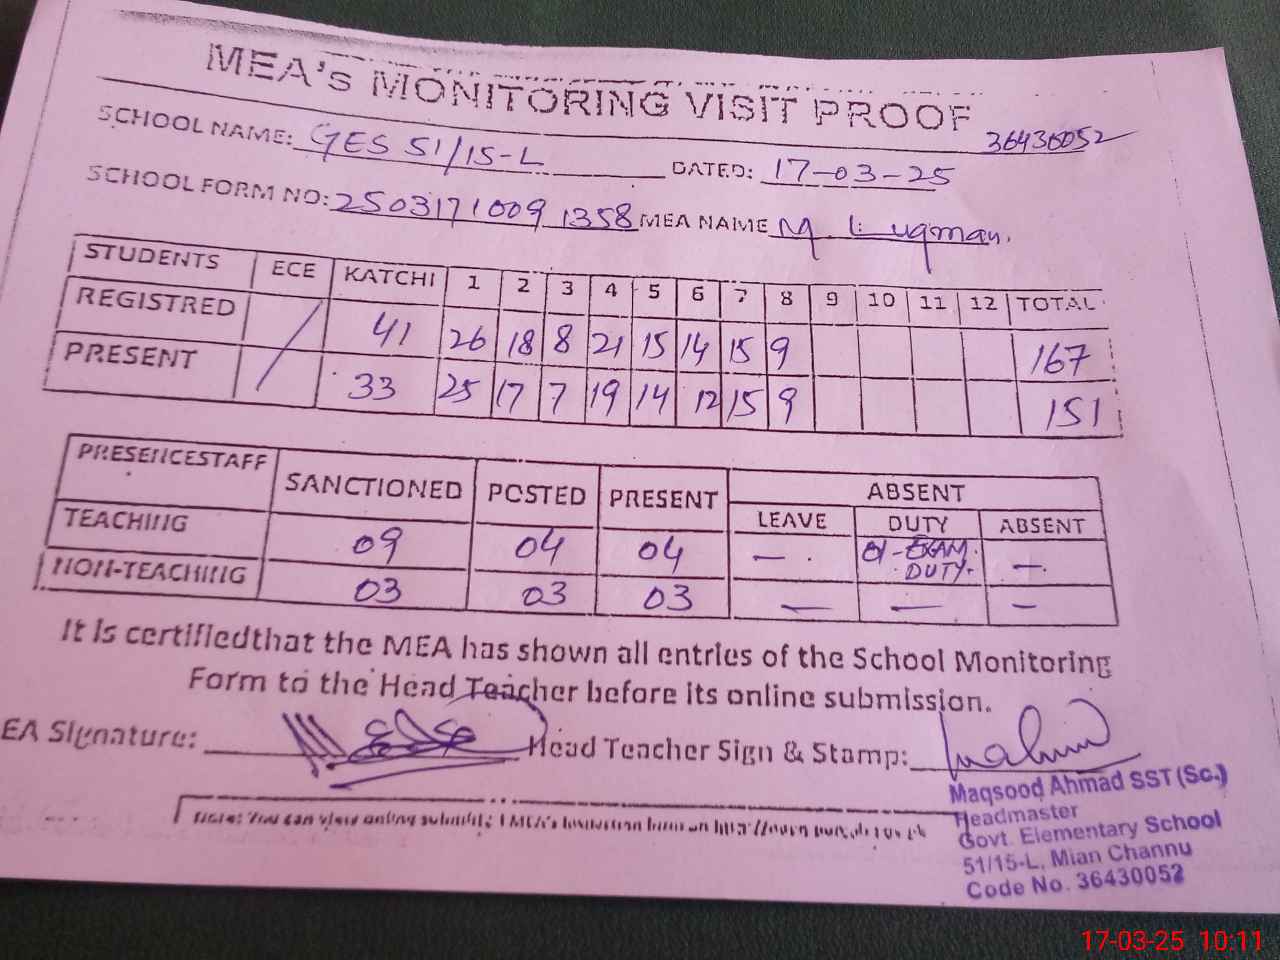 MEA's MONITORING VISIT PROOF
36430052
SCHOOL NAME: GES 51/15-L DATED: 17-03-25
SCHOOL FORM NO: 2503171009 1358 MEA NAME M. Luqman.
STUDENTS ECE KATCHI 1 2 3 4 5 6 7 8 9 10 11 12 TOTAL
REGISTRED 41 26 18 8 21 15 14 15 9 167
PRESENT 33 25 17 7 19 14 12 15 9 151
PRESENCESTAFF SANCTIONED POSTED PRESENT ABSENT
LEAVE DUTY ABSENT
TEACHING 09 04 04 — 01-EXAM DUTY. —
NON-TEACHING 03 03 03 — — —
It is certifiedthat the MEA has shown all entries of the School Monitoring
Form to the Head Teacher before its online submission.
EA Signature: Head Teacher Sign & Stamp:
Maqsood Ahmad SST (Sc.)
Headmaster
Govt. Elementary School
51/15-L, Mian Channu
Code No. 36430052
Note: You can view online
17-03-25 10:11